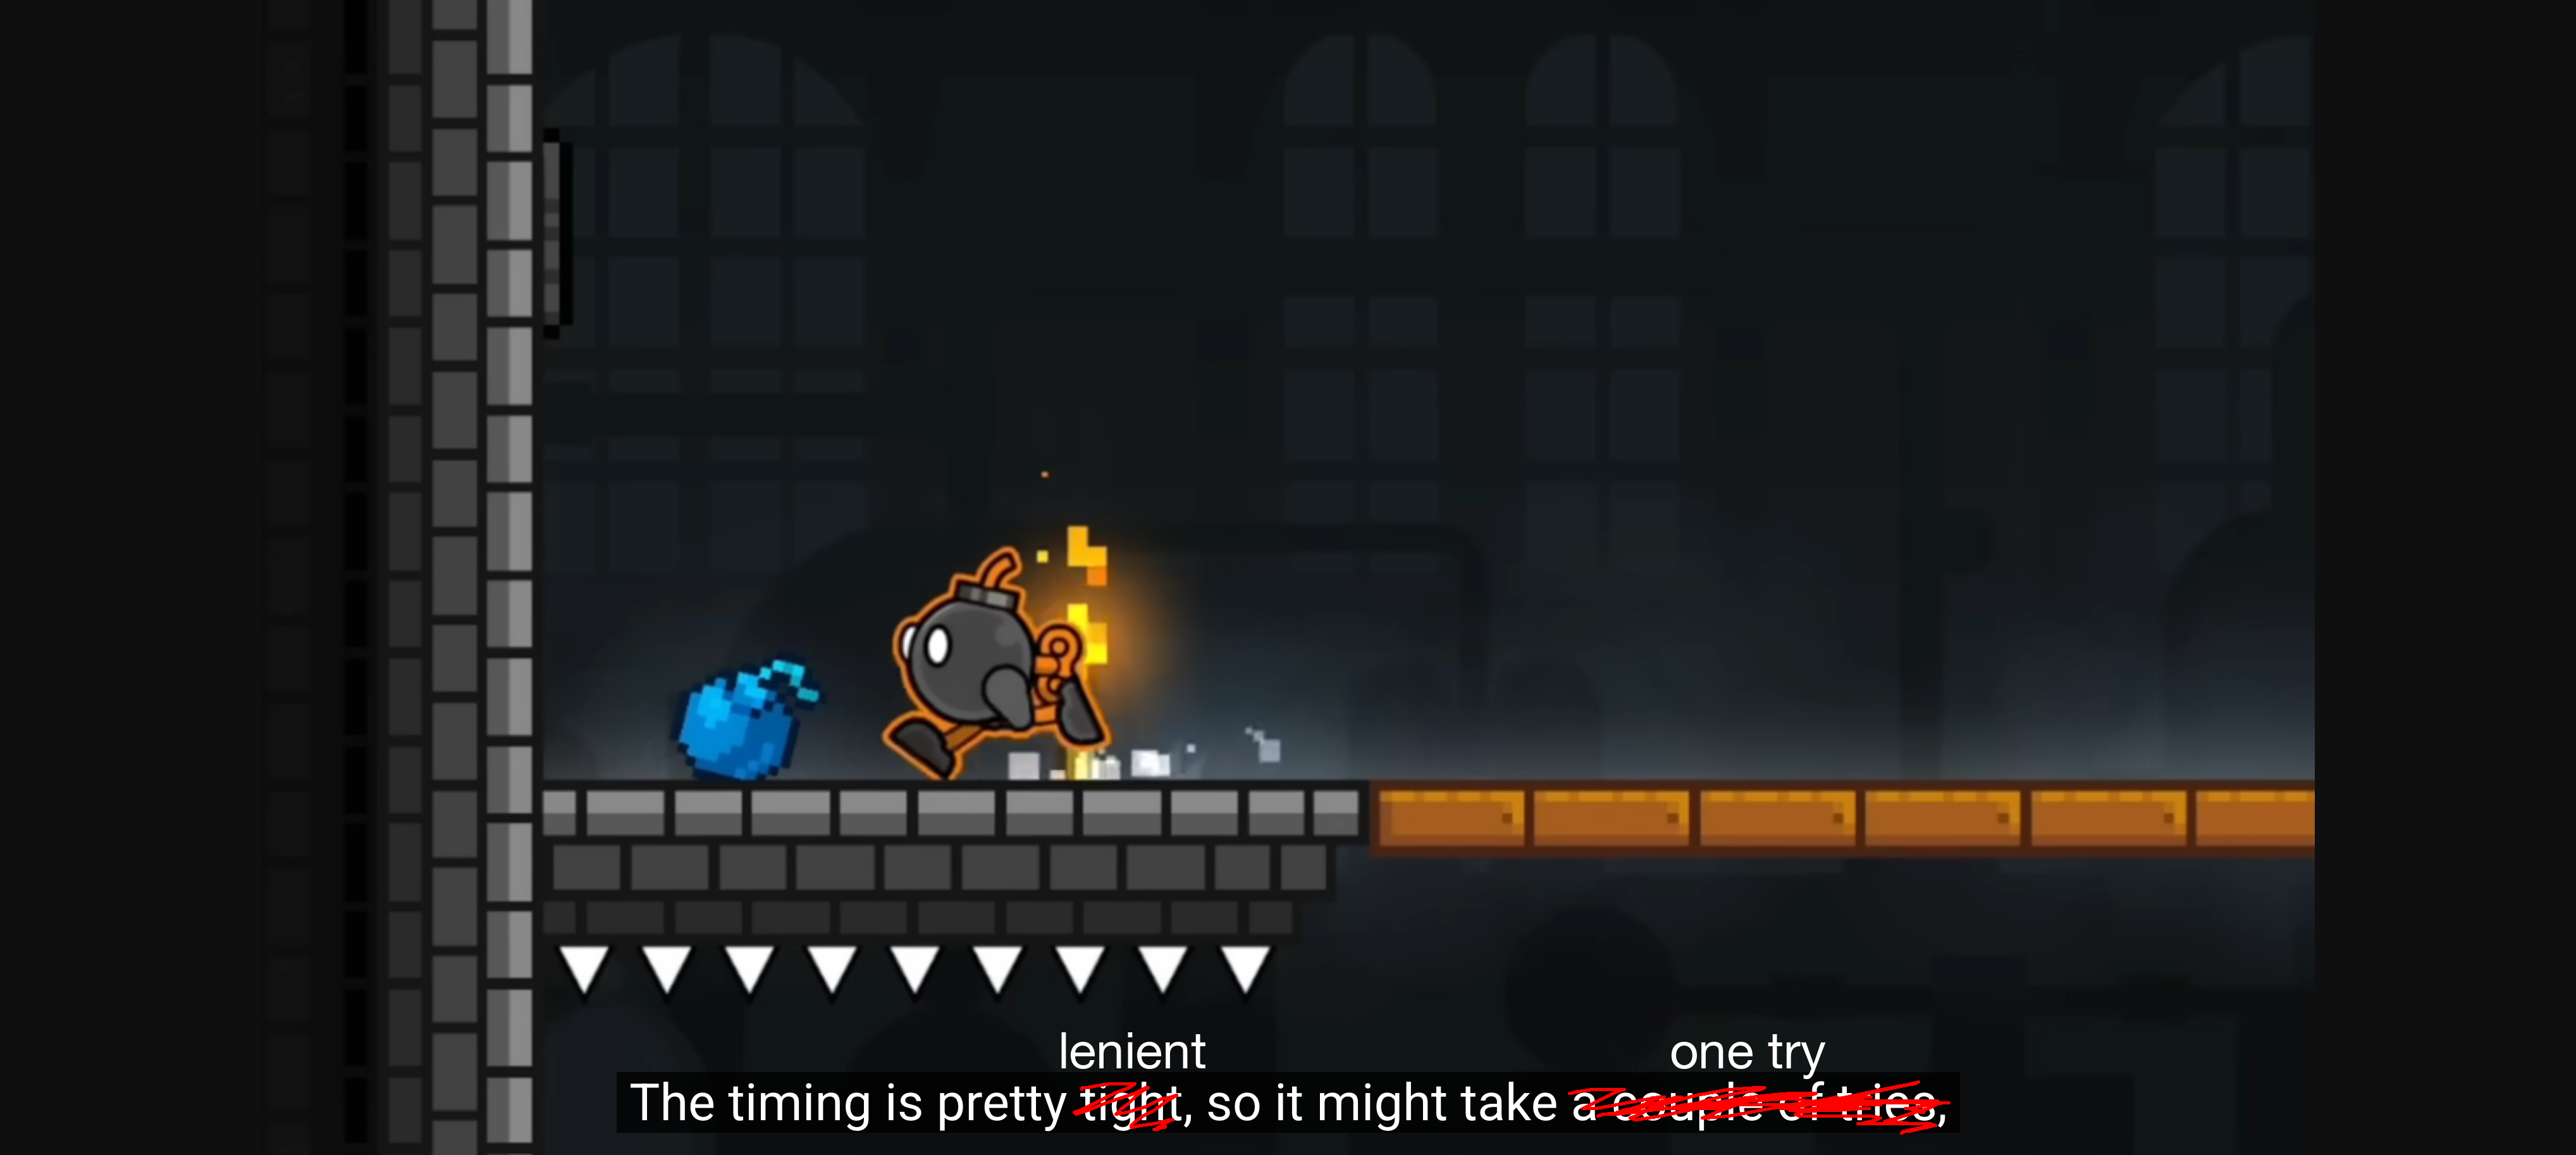 lenient one try
The timing is pretty tight, so it might take a couple of tries,